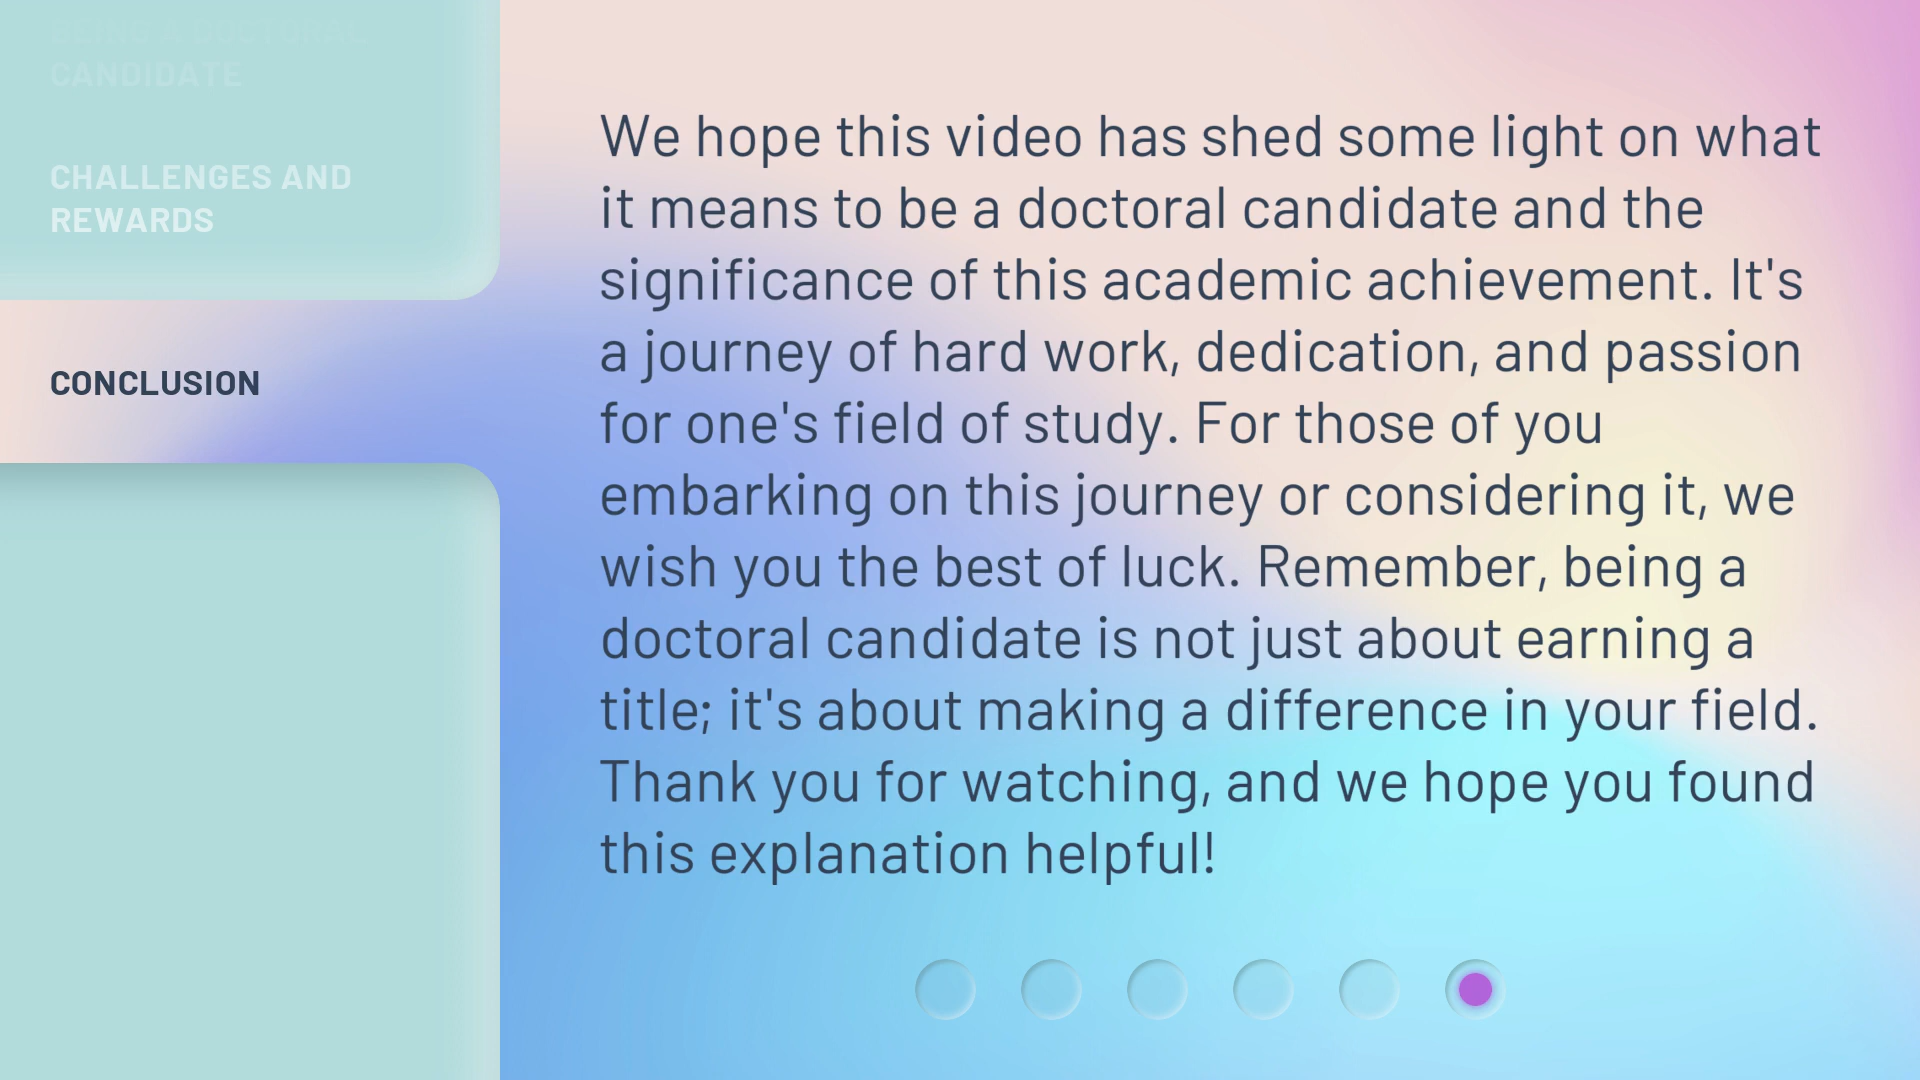 BEING A DOCTORAL
CANDIDATE
CHALLENGES AND
REWARDS
CONCLUSION
We hope this video has shed some light on what
it means to be a doctoral candidate and the
significance of this academic achievement. It's
a journey of hard work, dedication, and passion
for one's field of study. For those of you
embarking on this journey or considering it, we
wish you the best of luck. Remember, being a
doctoral candidate is not just about earning a
title; it's about making a difference in your field.
Thank you for watching, and we hope you found
this explanation helpful!